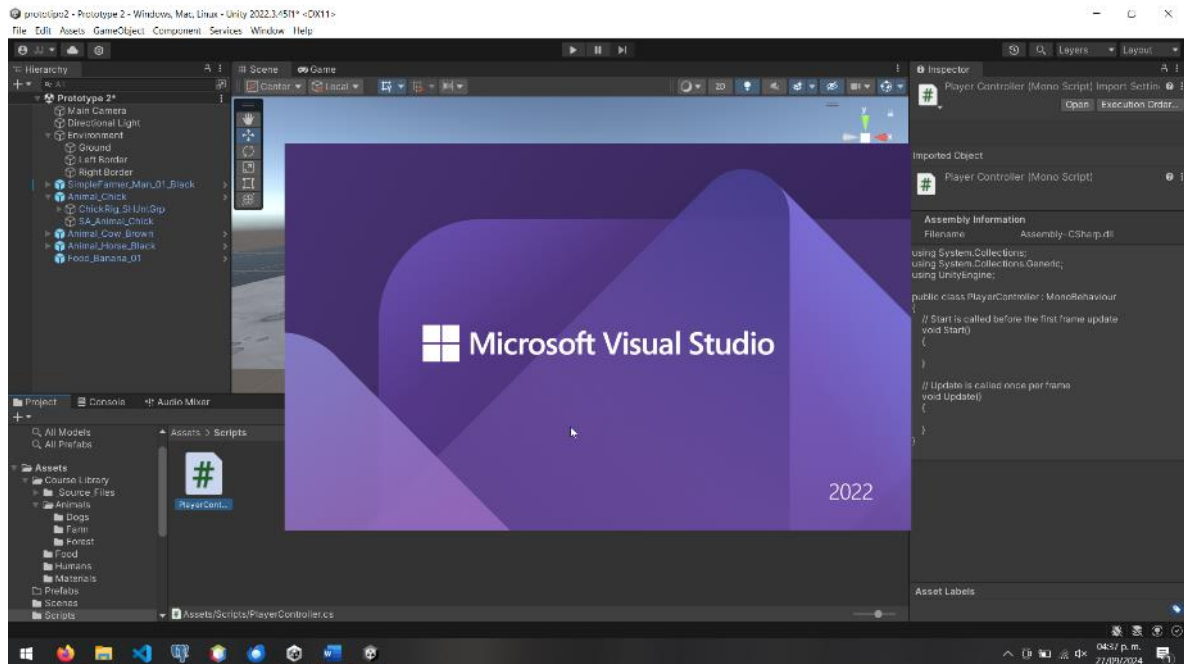 prototipo2 - Prototype 2 - Windows, Mac, Linux - Unity 2022.3.45f1* <DX11>
File Edit Assets GameObject Component Services Window Help
JJ
Layers
Layout
Hierarchy
Scene
Game
Inspector
All
Center
Local
2D
Player Controller (Mono Script) Import Settin
Open
Execution Order...
Prototype 2*
Main Camera
Directional Light
Environment
Ground
Left Border
Right Border
SimpleFarmer_Man_01_Black
Animal_Chick
ChickRig_SHJntGrp
SA_Animal_Chick
Animal_Cow_Brown
Animal_Horse_Black
Food_Banana_01
y
x
Microsoft Visual Studio
2022
Imported Object
Player Controller (Mono Script)
Assembly Information
Filename Assembly-CSharp.dll
using System.Collections;
using System.Collections.Generic;
using UnityEngine;
public class PlayerController : MonoBehaviour
{
// Start is called before the first frame update
void Start()
{
}
// Update is called once per frame
void Update()
{
}
}
Asset Labels
Project
Console
Audio Mixer
All Models
All Prefabs
Assets
Course Library
_Source_Files
Animals
Dogs
Farm
Forest
Food
Humans
Materials
Prefabs
Scenes
Scripts
Assets > Scripts
#
PlayerCont...
Assets/Scripts/PlayerController.cs
04:37 p. m.
27/09/2024